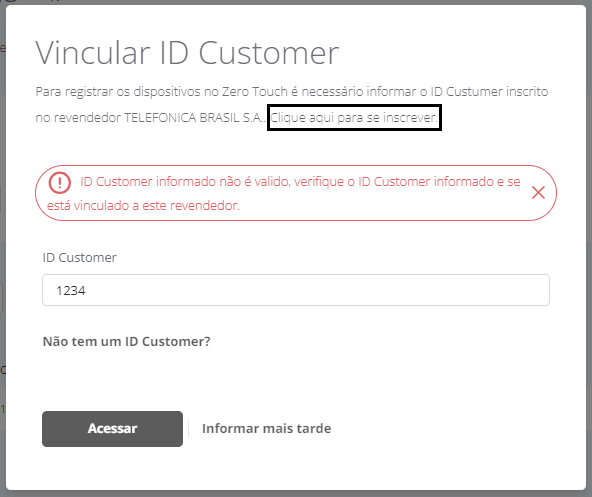 Vincular ID Customer
Para registrar os dispositivos no Zero Touch é necessário informar o ID Custumer inscrito
no revendedor TELEFONICA BRASIL S.A.. Clique aqui para se inscrever.
ID Customer informado não é valido, verifique o ID Customer informado e se
está vinculado a este revendedor.
ID Customer
1234
Não tem um ID Customer?
Acessar
Informar mais tarde